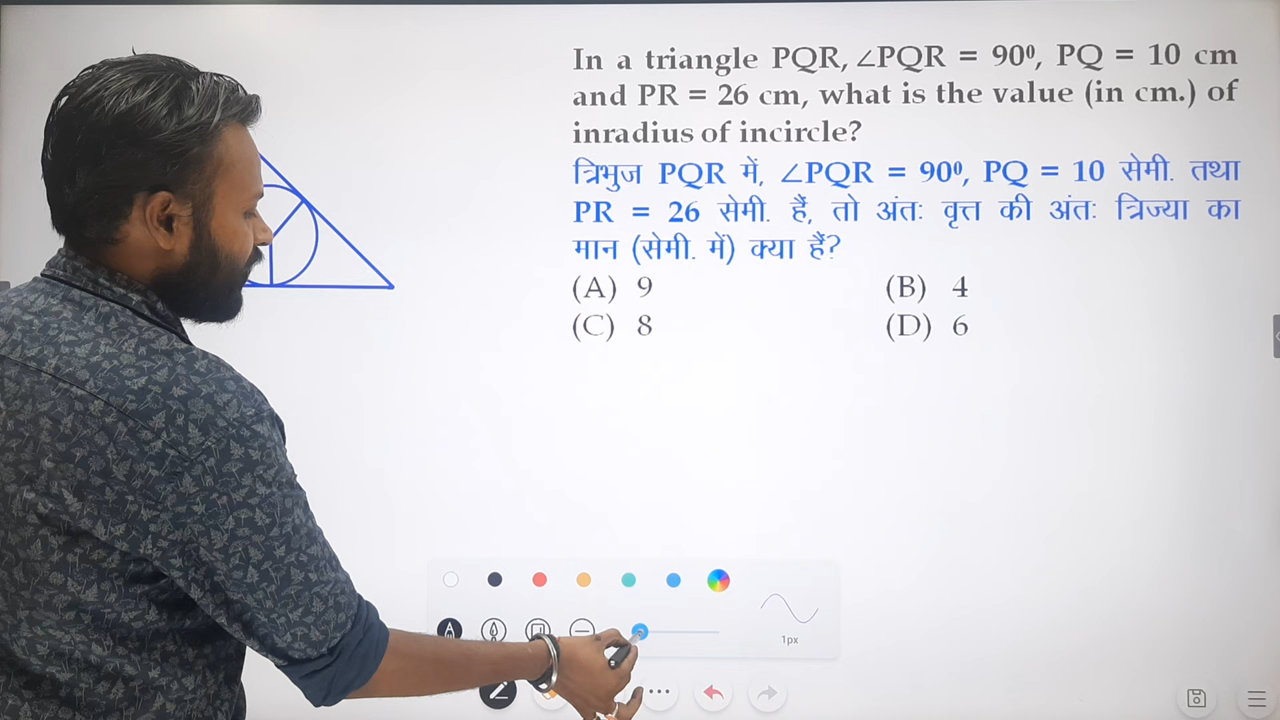 In a triangle PQR, ∠PQR = 90⁰, PQ = 10 cm
and PR = 26 cm, what is the value (in cm.) of
inradius of incircle?
त्रिभुज PQR में, ∠PQR = 90⁰, PQ = 10 सेमी. तथा
PR = 26 सेमी. हैं, तो अंतः वृत्त की अंतः त्रिज्या का
मान (सेमी. में) क्या हैं?
(A) 9 (B) 4
(C) 8 (D) 6
1px